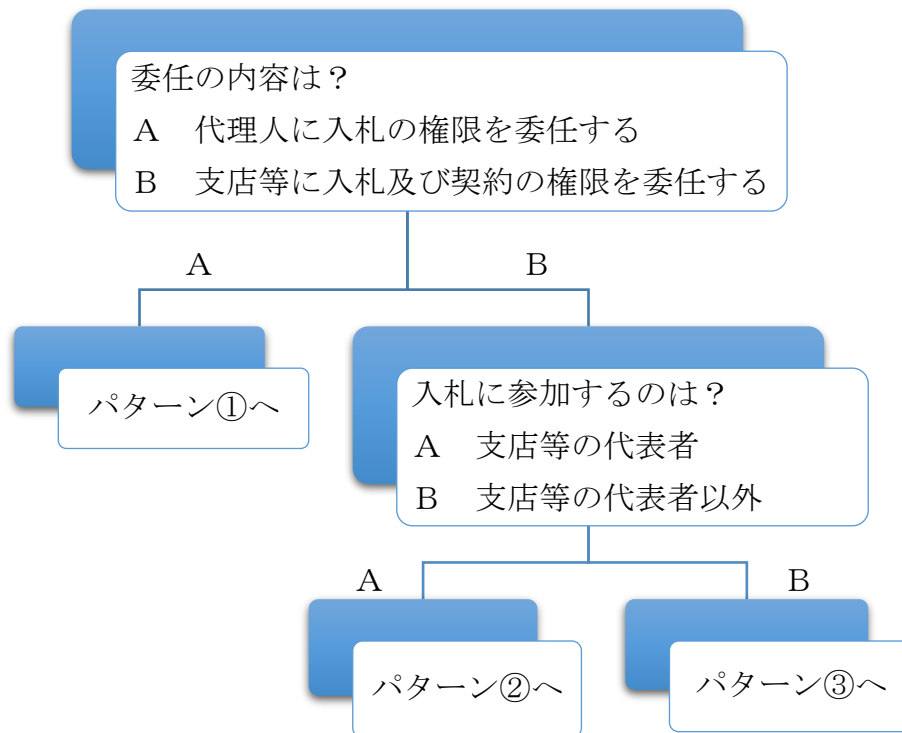 委任の内容は？
Ａ　代理人に入札の権限を委任する
Ｂ　支店等に入札及び契約の権限を委任する
Ａ
Ｂ
パターン①へ
入札に参加するのは？
Ａ　支店等の代表者
Ｂ　支店等の代表者以外
Ａ
Ｂ
パターン②へ
パターン③へ